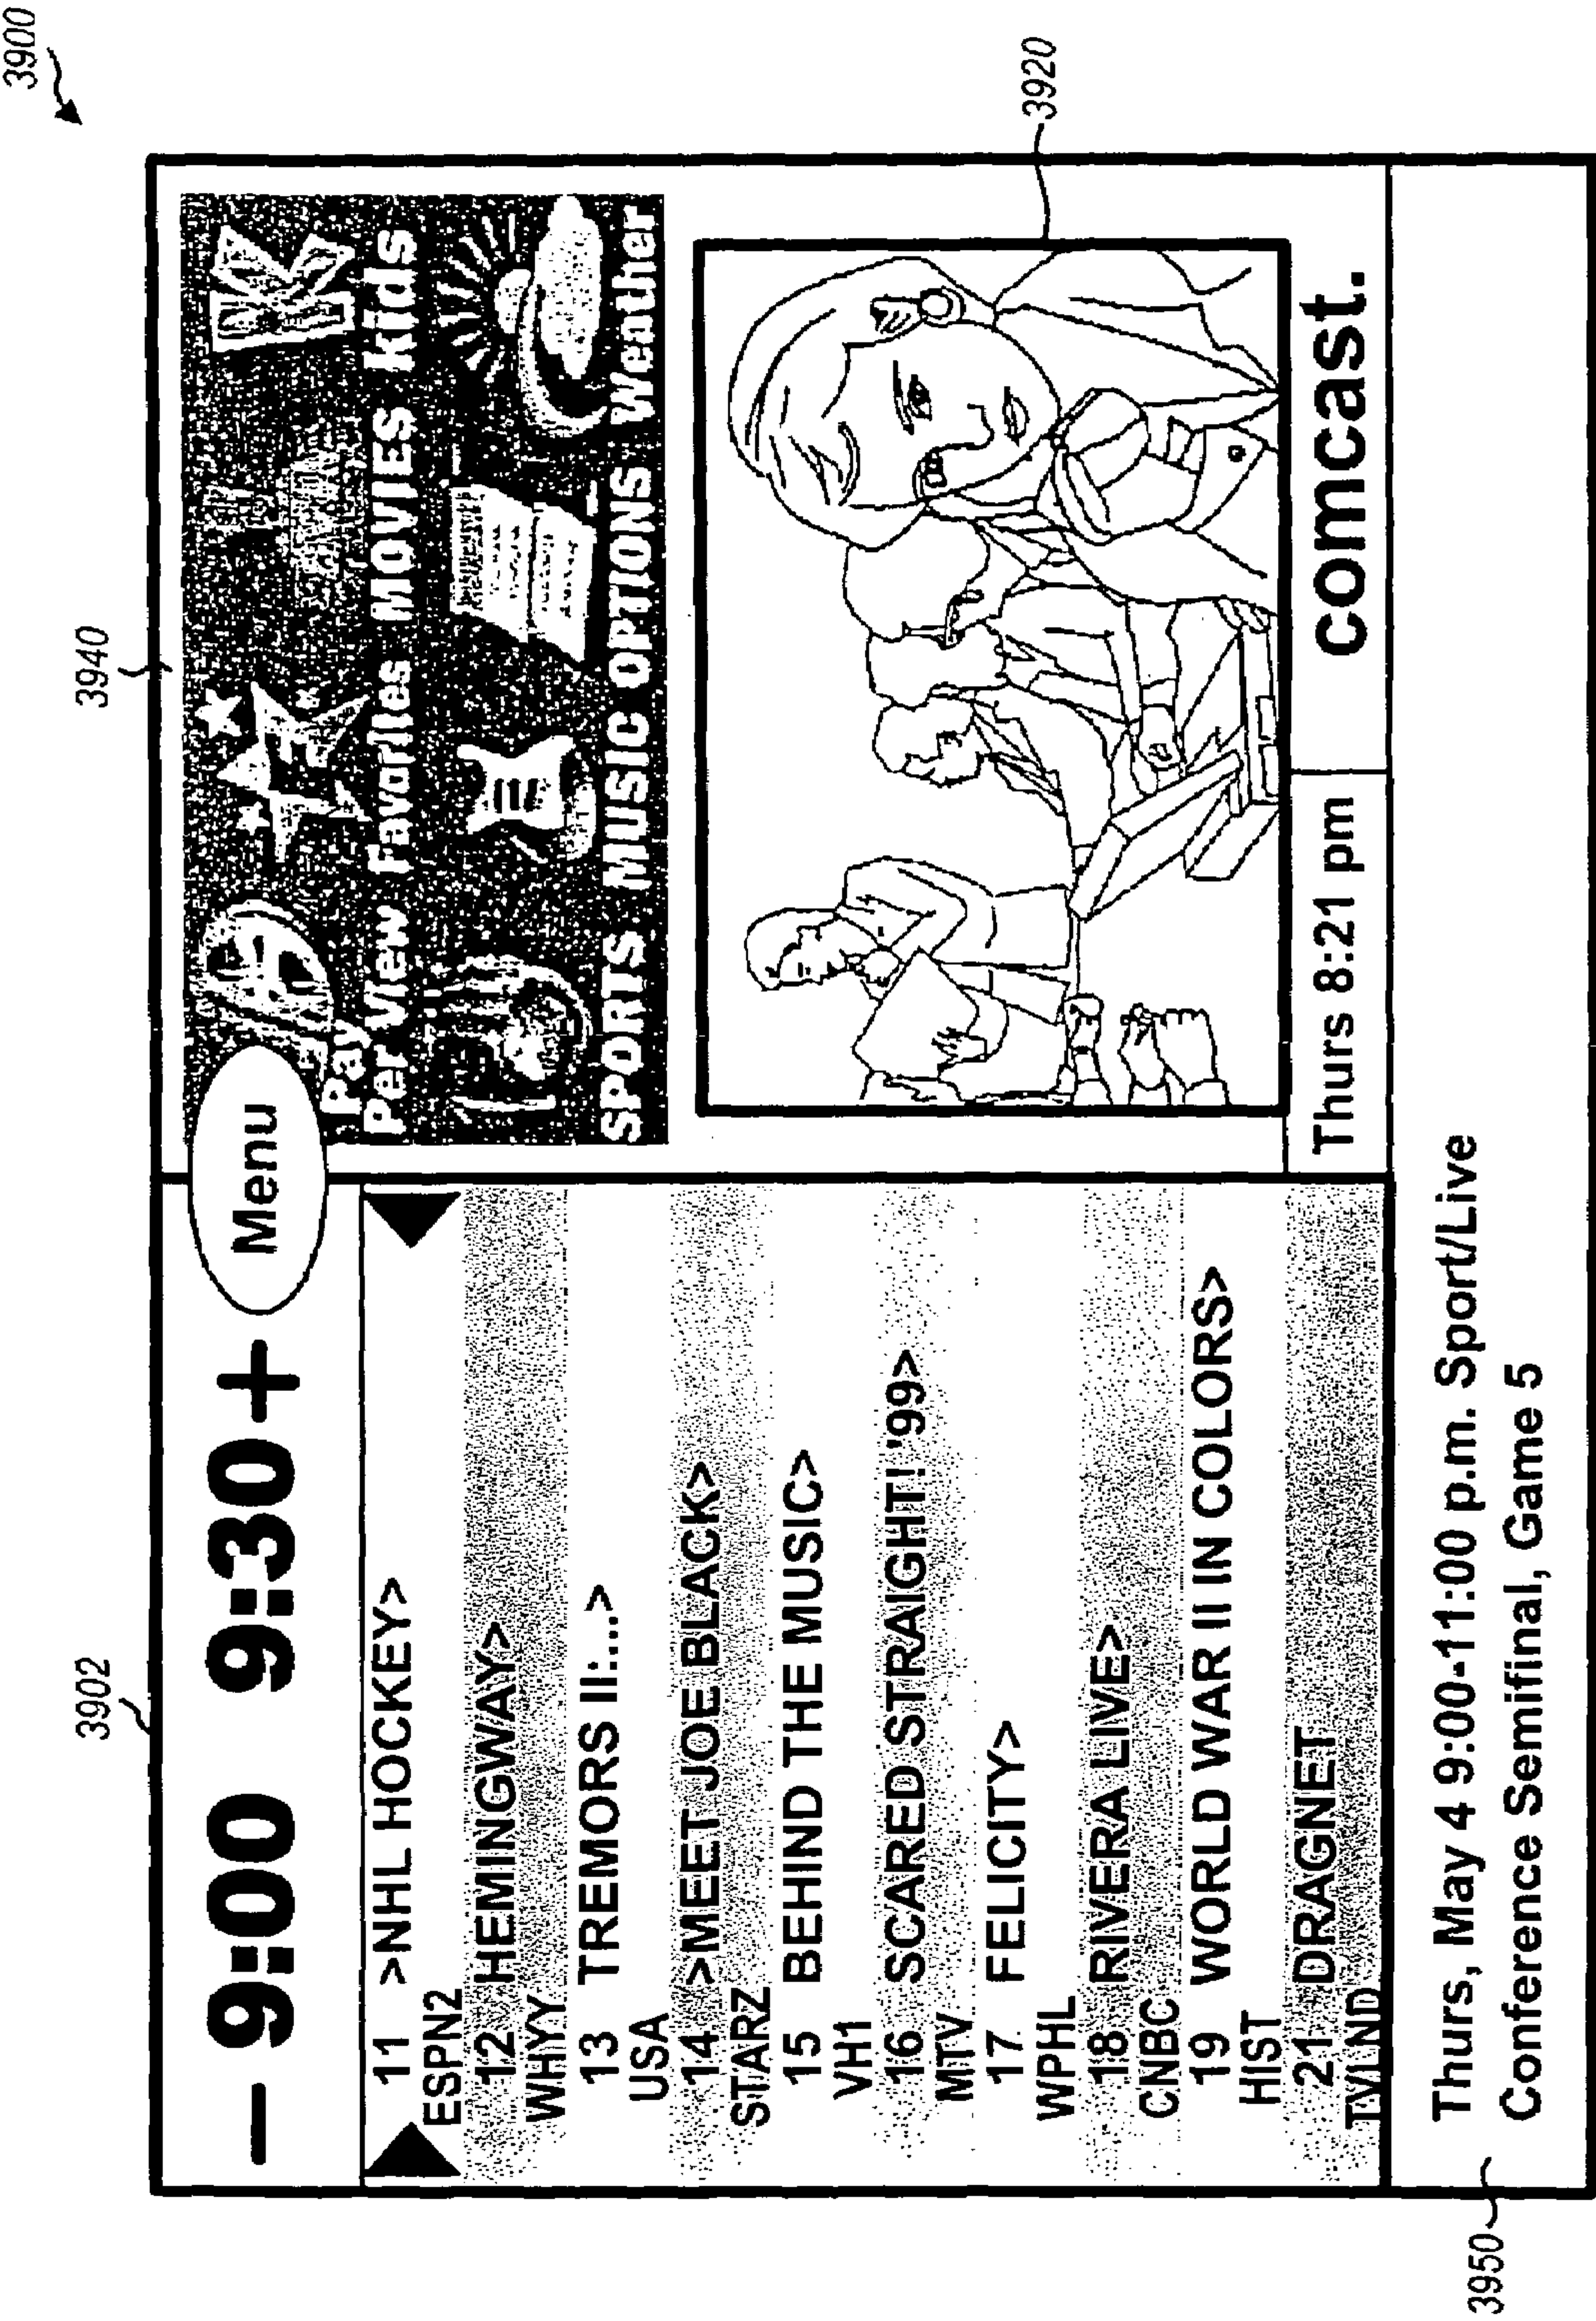 3900
3902
3940
– 9:00 9:30 +
Menu
11 >NHL HOCKEY>
ESPN2
12 HEMINGWAY>
WHYY
13 TREMORS II:...>
USA
14 >MEET JOE BLACK>
STARZ
15 BEHIND THE MUSIC>
VH1
16 SCARED STRAIGHT! '99>
MTV
17 FELICITY>
WPHL
18 RIVERA LIVE>
CNBC
19 WORLD WAR II IN COLORS>
HIST
21 DRAGNET
TVLND
Pay
Per View Favorites MOVIES Kids
SPORTS MUSIC OPTIONS Weather
3920
Thurs 8:21 pm
comcast.
3950
Thurs, May 4 9:00-11:00 p.m. Sport/Live
Conference Semifinal, Game 5